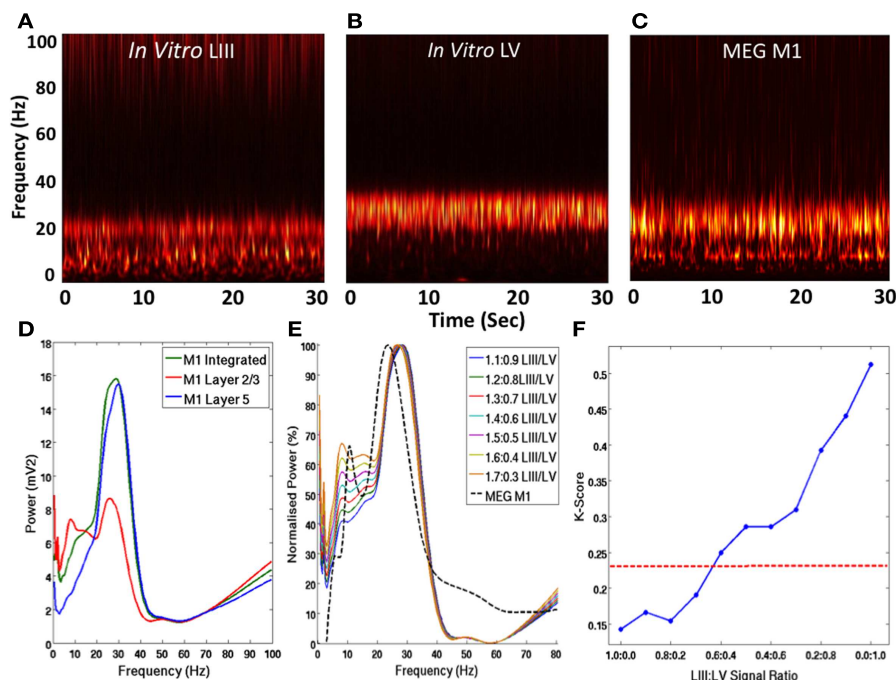 A
B
C
In Vitro LIII
In Vitro LV
MEG M1
Frequency (Hz)
100
80
60
40
20
0
0 10 20 30
0 10 20 30
0 10 20 30
Time (Sec)
D
E
F
Power (mV2)
18
16
14
12
10
8
6
4
2
0
0 10 20 30 40 50 60 70 80 90 100
Frequency (Hz)
M1 Integrated
M1 Layer 2/3
M1 Layer 5
Normalised Power (%)
100
90
80
70
60
50
40
30
20
10
0
0 10 20 30 40 50 60 70 80
Frequency (Hz)
1.1:0.9 LIII/LV
1.2:0.8LIII/LV
1.3:0.7 LIII/LV
1.4:0.6 LIII/LV
1.5:0.5 LIII/LV
1.6:0.4 LIII/LV
1.7:0.3 LIII/LV
MEG M1
K-Score
0.5
0.45
0.4
0.35
0.3
0.25
0.2
0.15
1.0:0.0 0.8:0.2 0.6:0.4 0.4:0.6 0.2:0.8 0.0:1.0
LIII:LV Signal Ratio